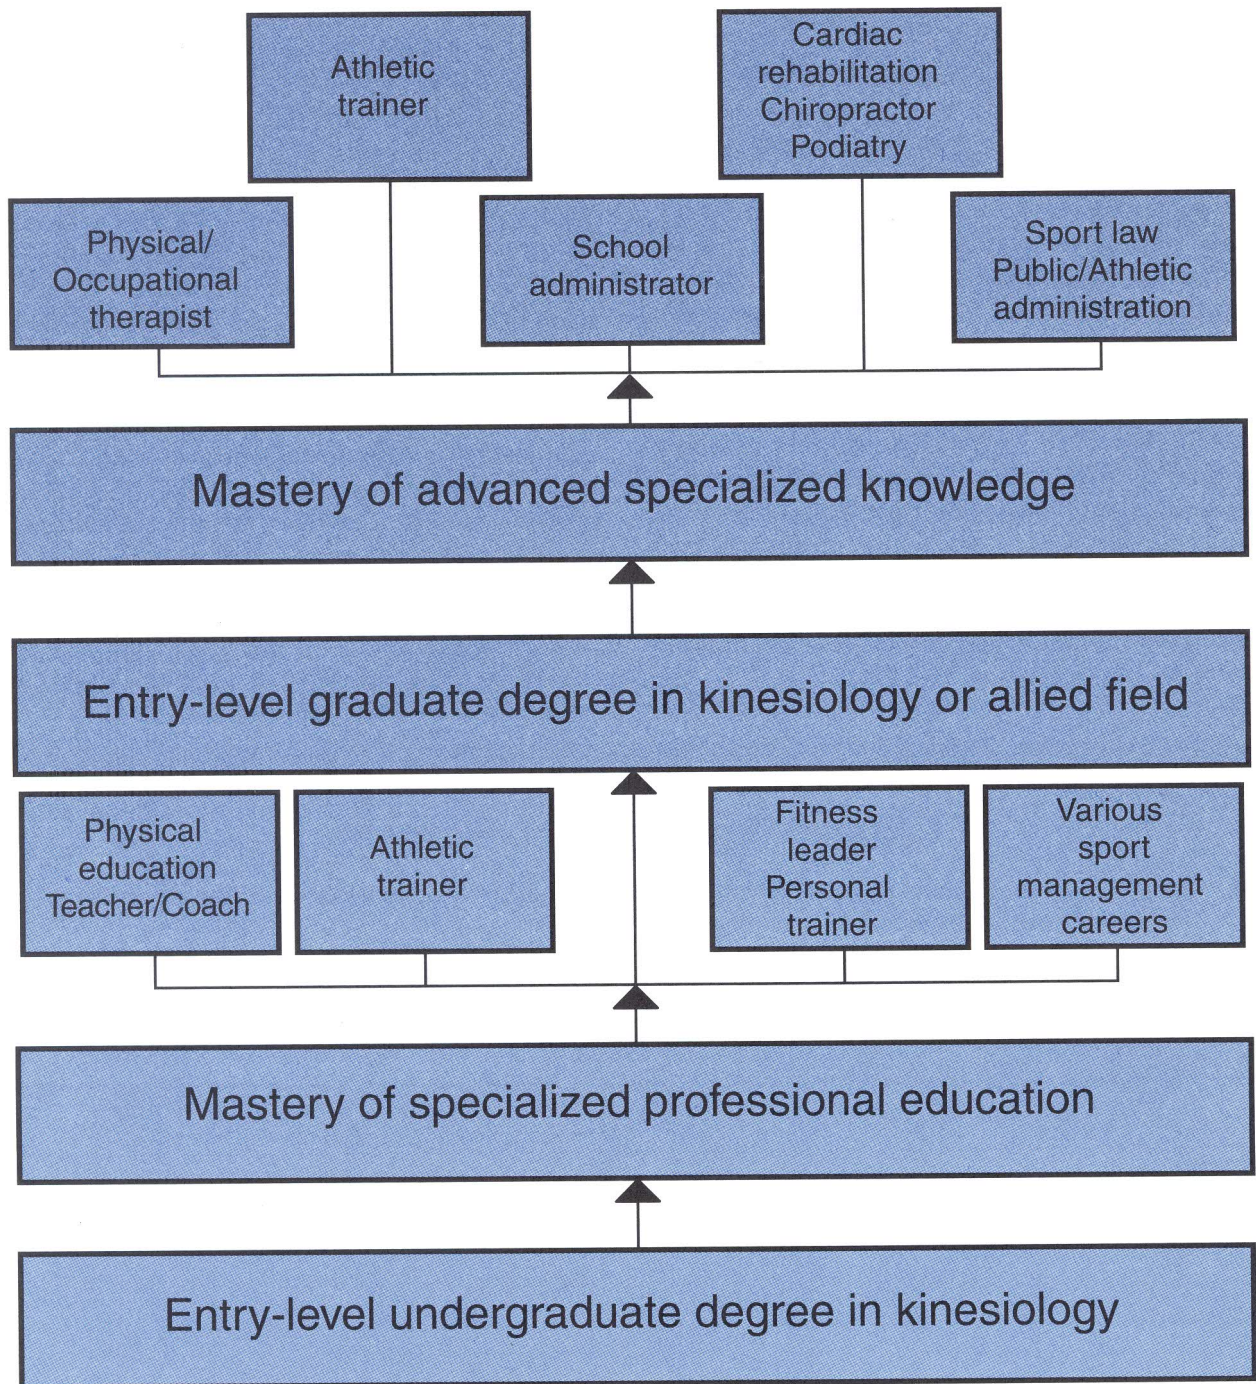 Athletic
trainer
Cardiac
rehabilitation
Chiropractor
Podiatry
Physical/
Occupational
therapist
School
administrator
Sport law
Public/Athletic
administration
Mastery of advanced specialized knowledge
Entry-level graduate degree in kinesiology or allied field
Physical
education
Teacher/Coach
Athletic
trainer
Fitness
leader
Personal
trainer
Various
sport
management
careers
Mastery of specialized professional education
Entry-level undergraduate degree in kinesiology